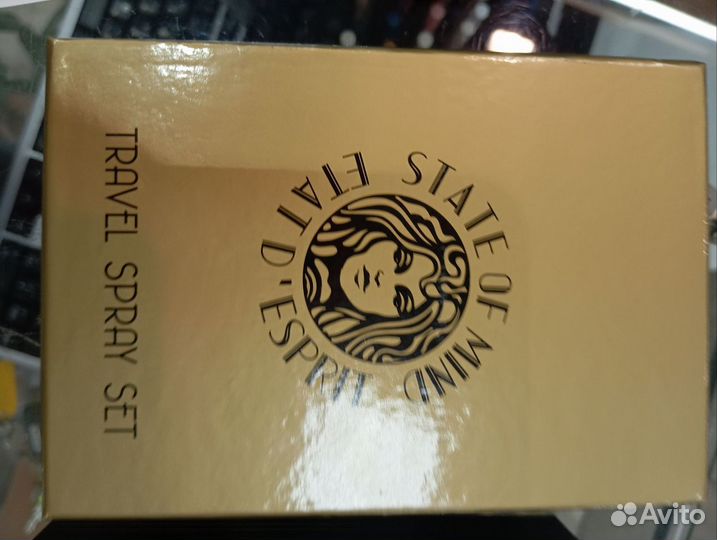 STATE OF MIND
ETAT D'ESPRIT
TRAVEL SPRAY SET
Avito